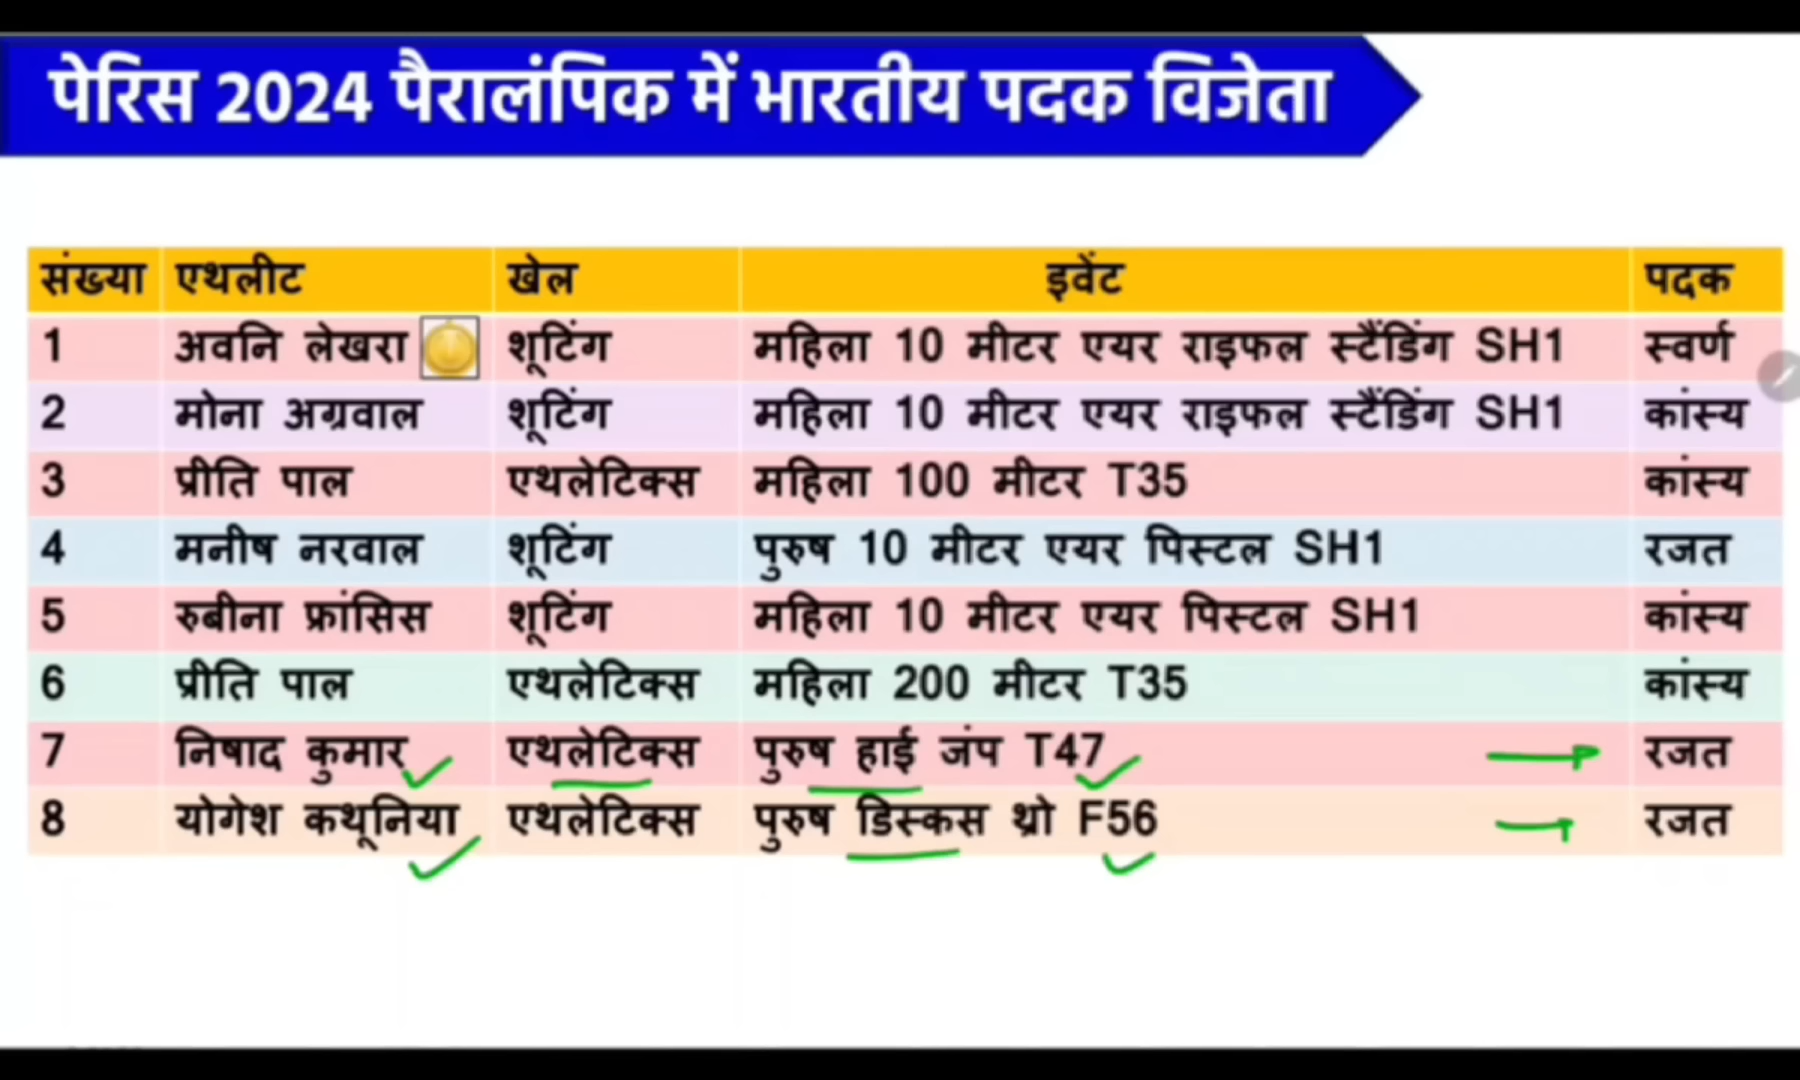 पेरिस 2024 पैरालंपिक में भारतीय पदक विजेता
संख्या एथलीट खेल इवेंट पदक
1 अवनि लेखरा शूटिंग महिला 10 मीटर एयर राइफल स्टैंडिंग SH1 स्वर्ण
2 मोना अग्रवाल शूटिंग महिला 10 मीटर एयर राइफल स्टैंडिंग SH1 कांस्य
3 प्रीति पाल एथलेटिक्स महिला 100 मीटर T35 कांस्य
4 मनीष नरवाल शूटिंग पुरुष 10 मीटर एयर पिस्टल SH1 रजत
5 रुबीना फ्रांसिस शूटिंग महिला 10 मीटर एयर पिस्टल SH1 कांस्य
6 प्रीति पाल एथलेटिक्स महिला 200 मीटर T35 कांस्य
7 निषाद कुमार एथलेटिक्स पुरुष हाई जंप T47 रजत
8 योगेश कथूनिया एथलेटिक्स पुरुष डिस्कस थ्रो F56 रजत